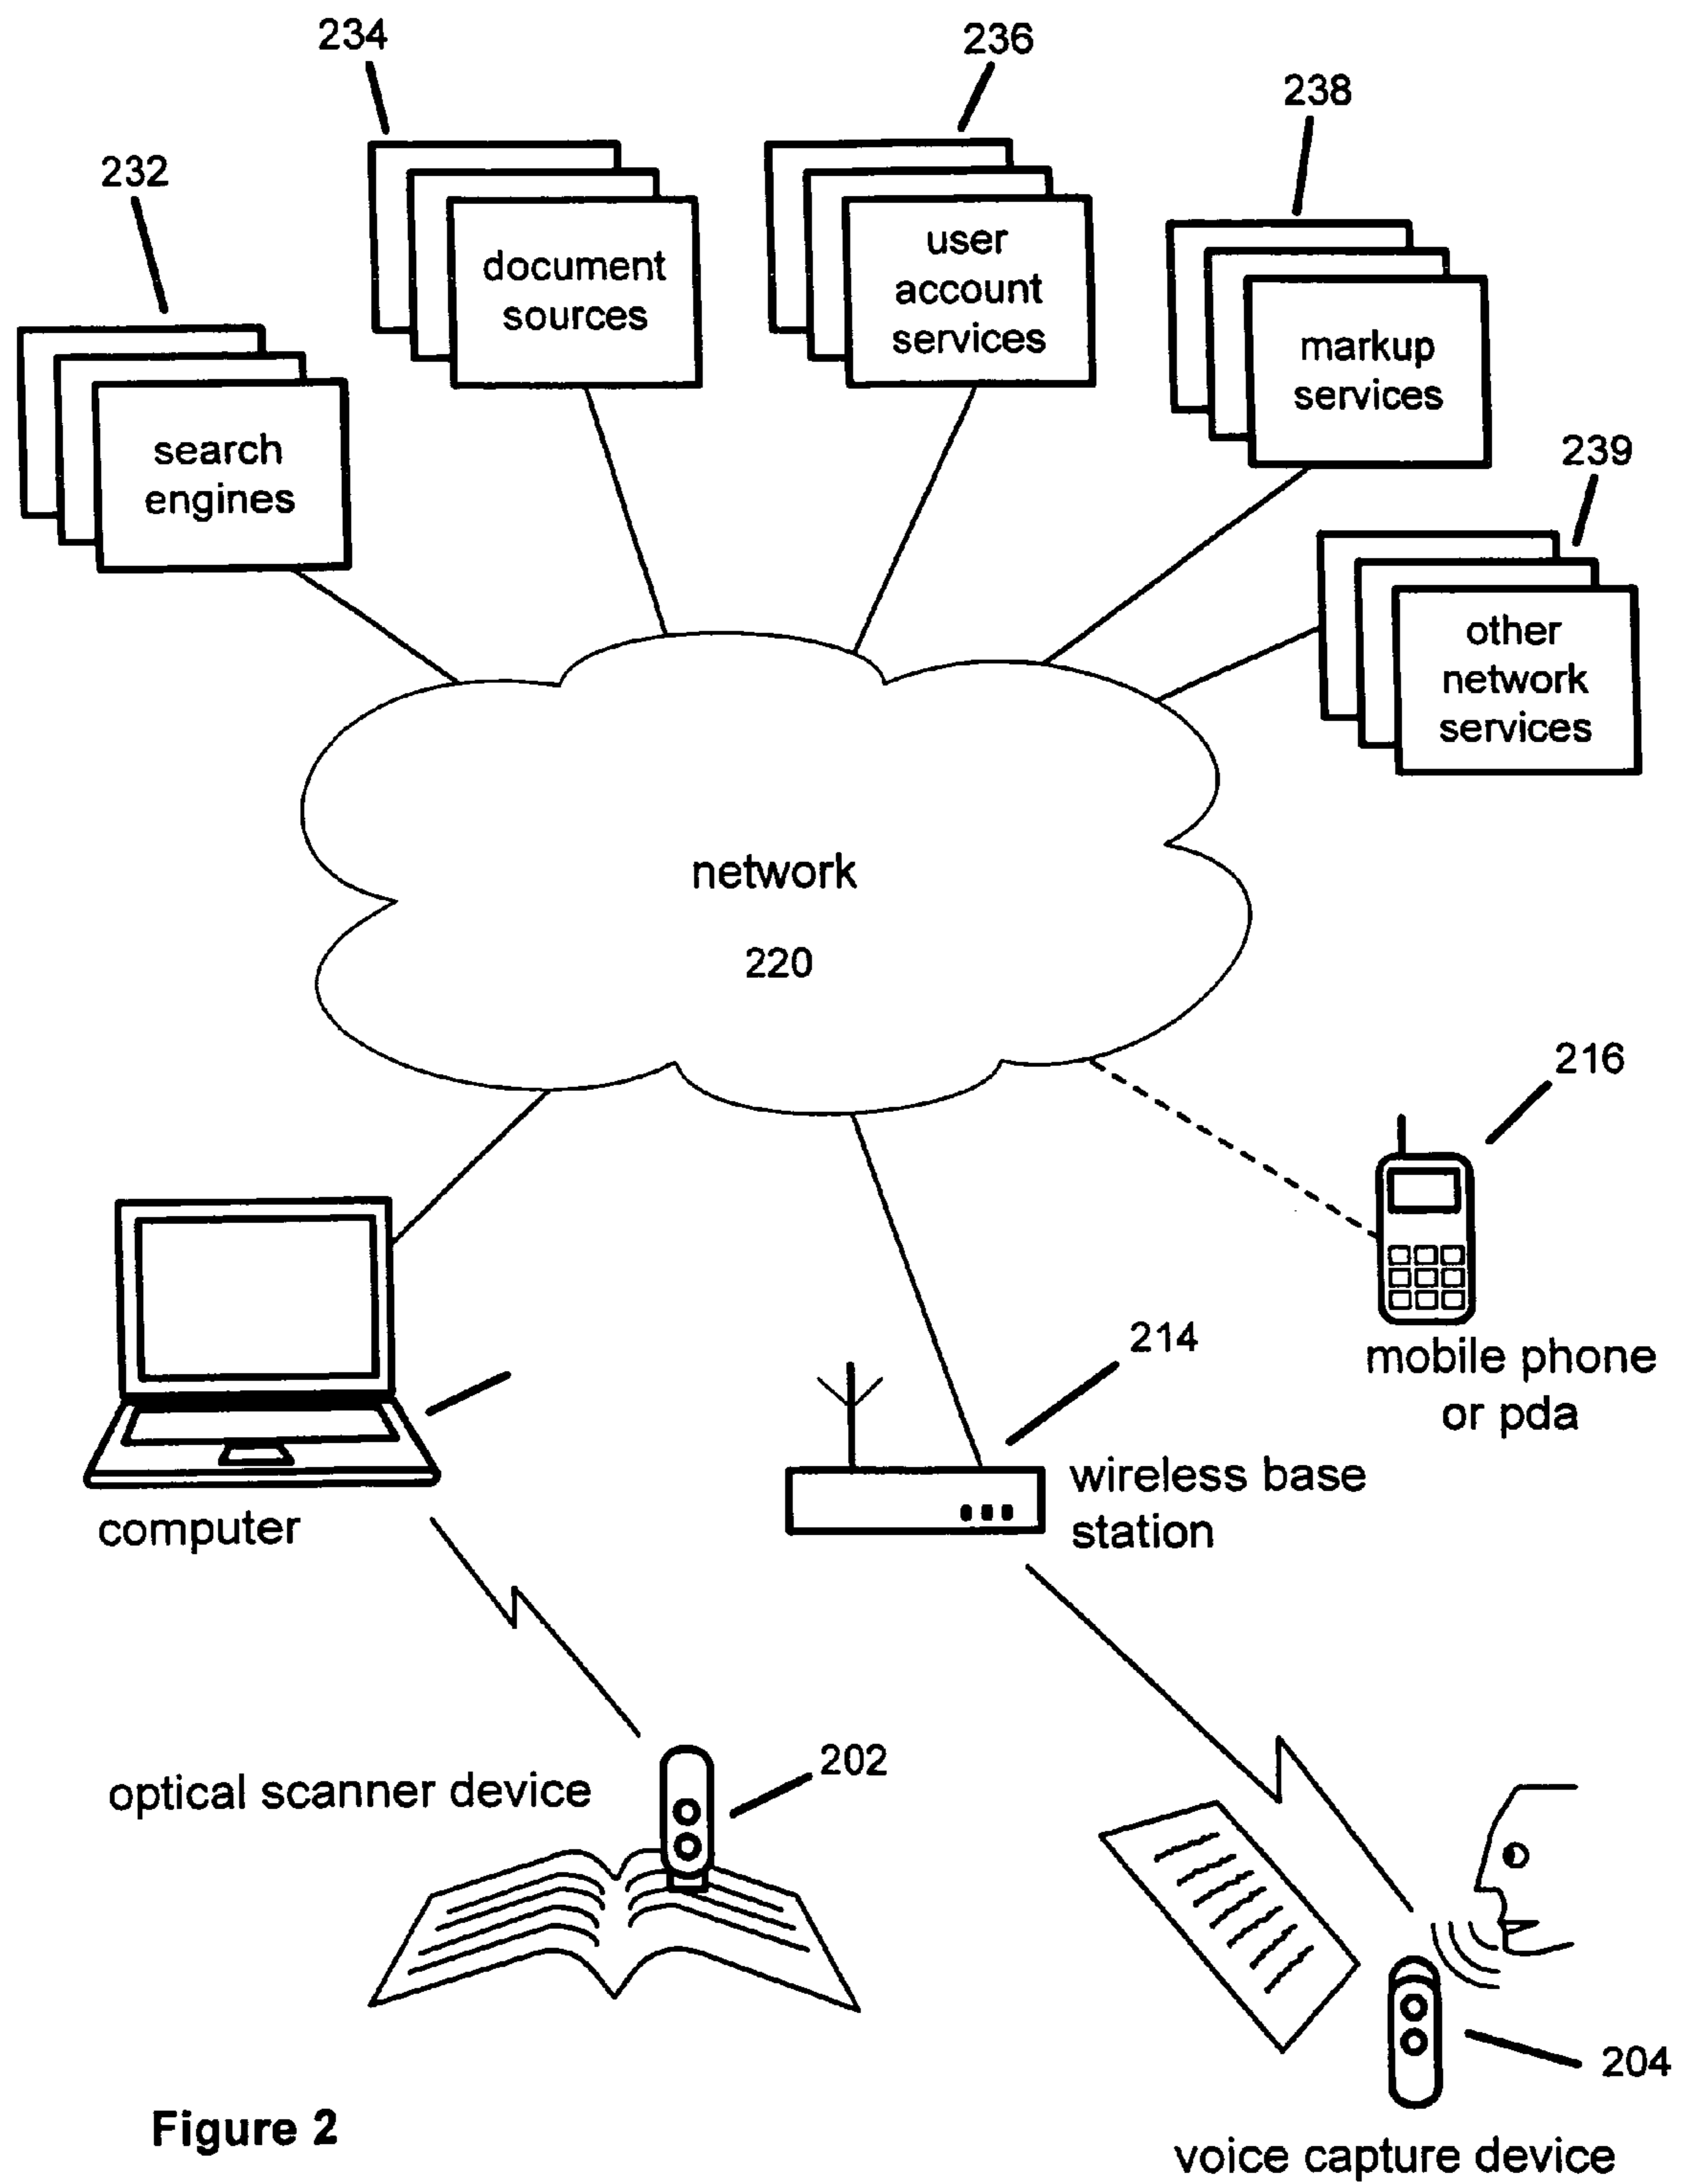 234
236
238
232
document
sources
user
account
services
markup
services
239
search
engines
other
network
services
network
220
216
mobile phone
or pda
214
wireless base
station
computer
202
optical scanner device
204
Figure 2
voice capture device